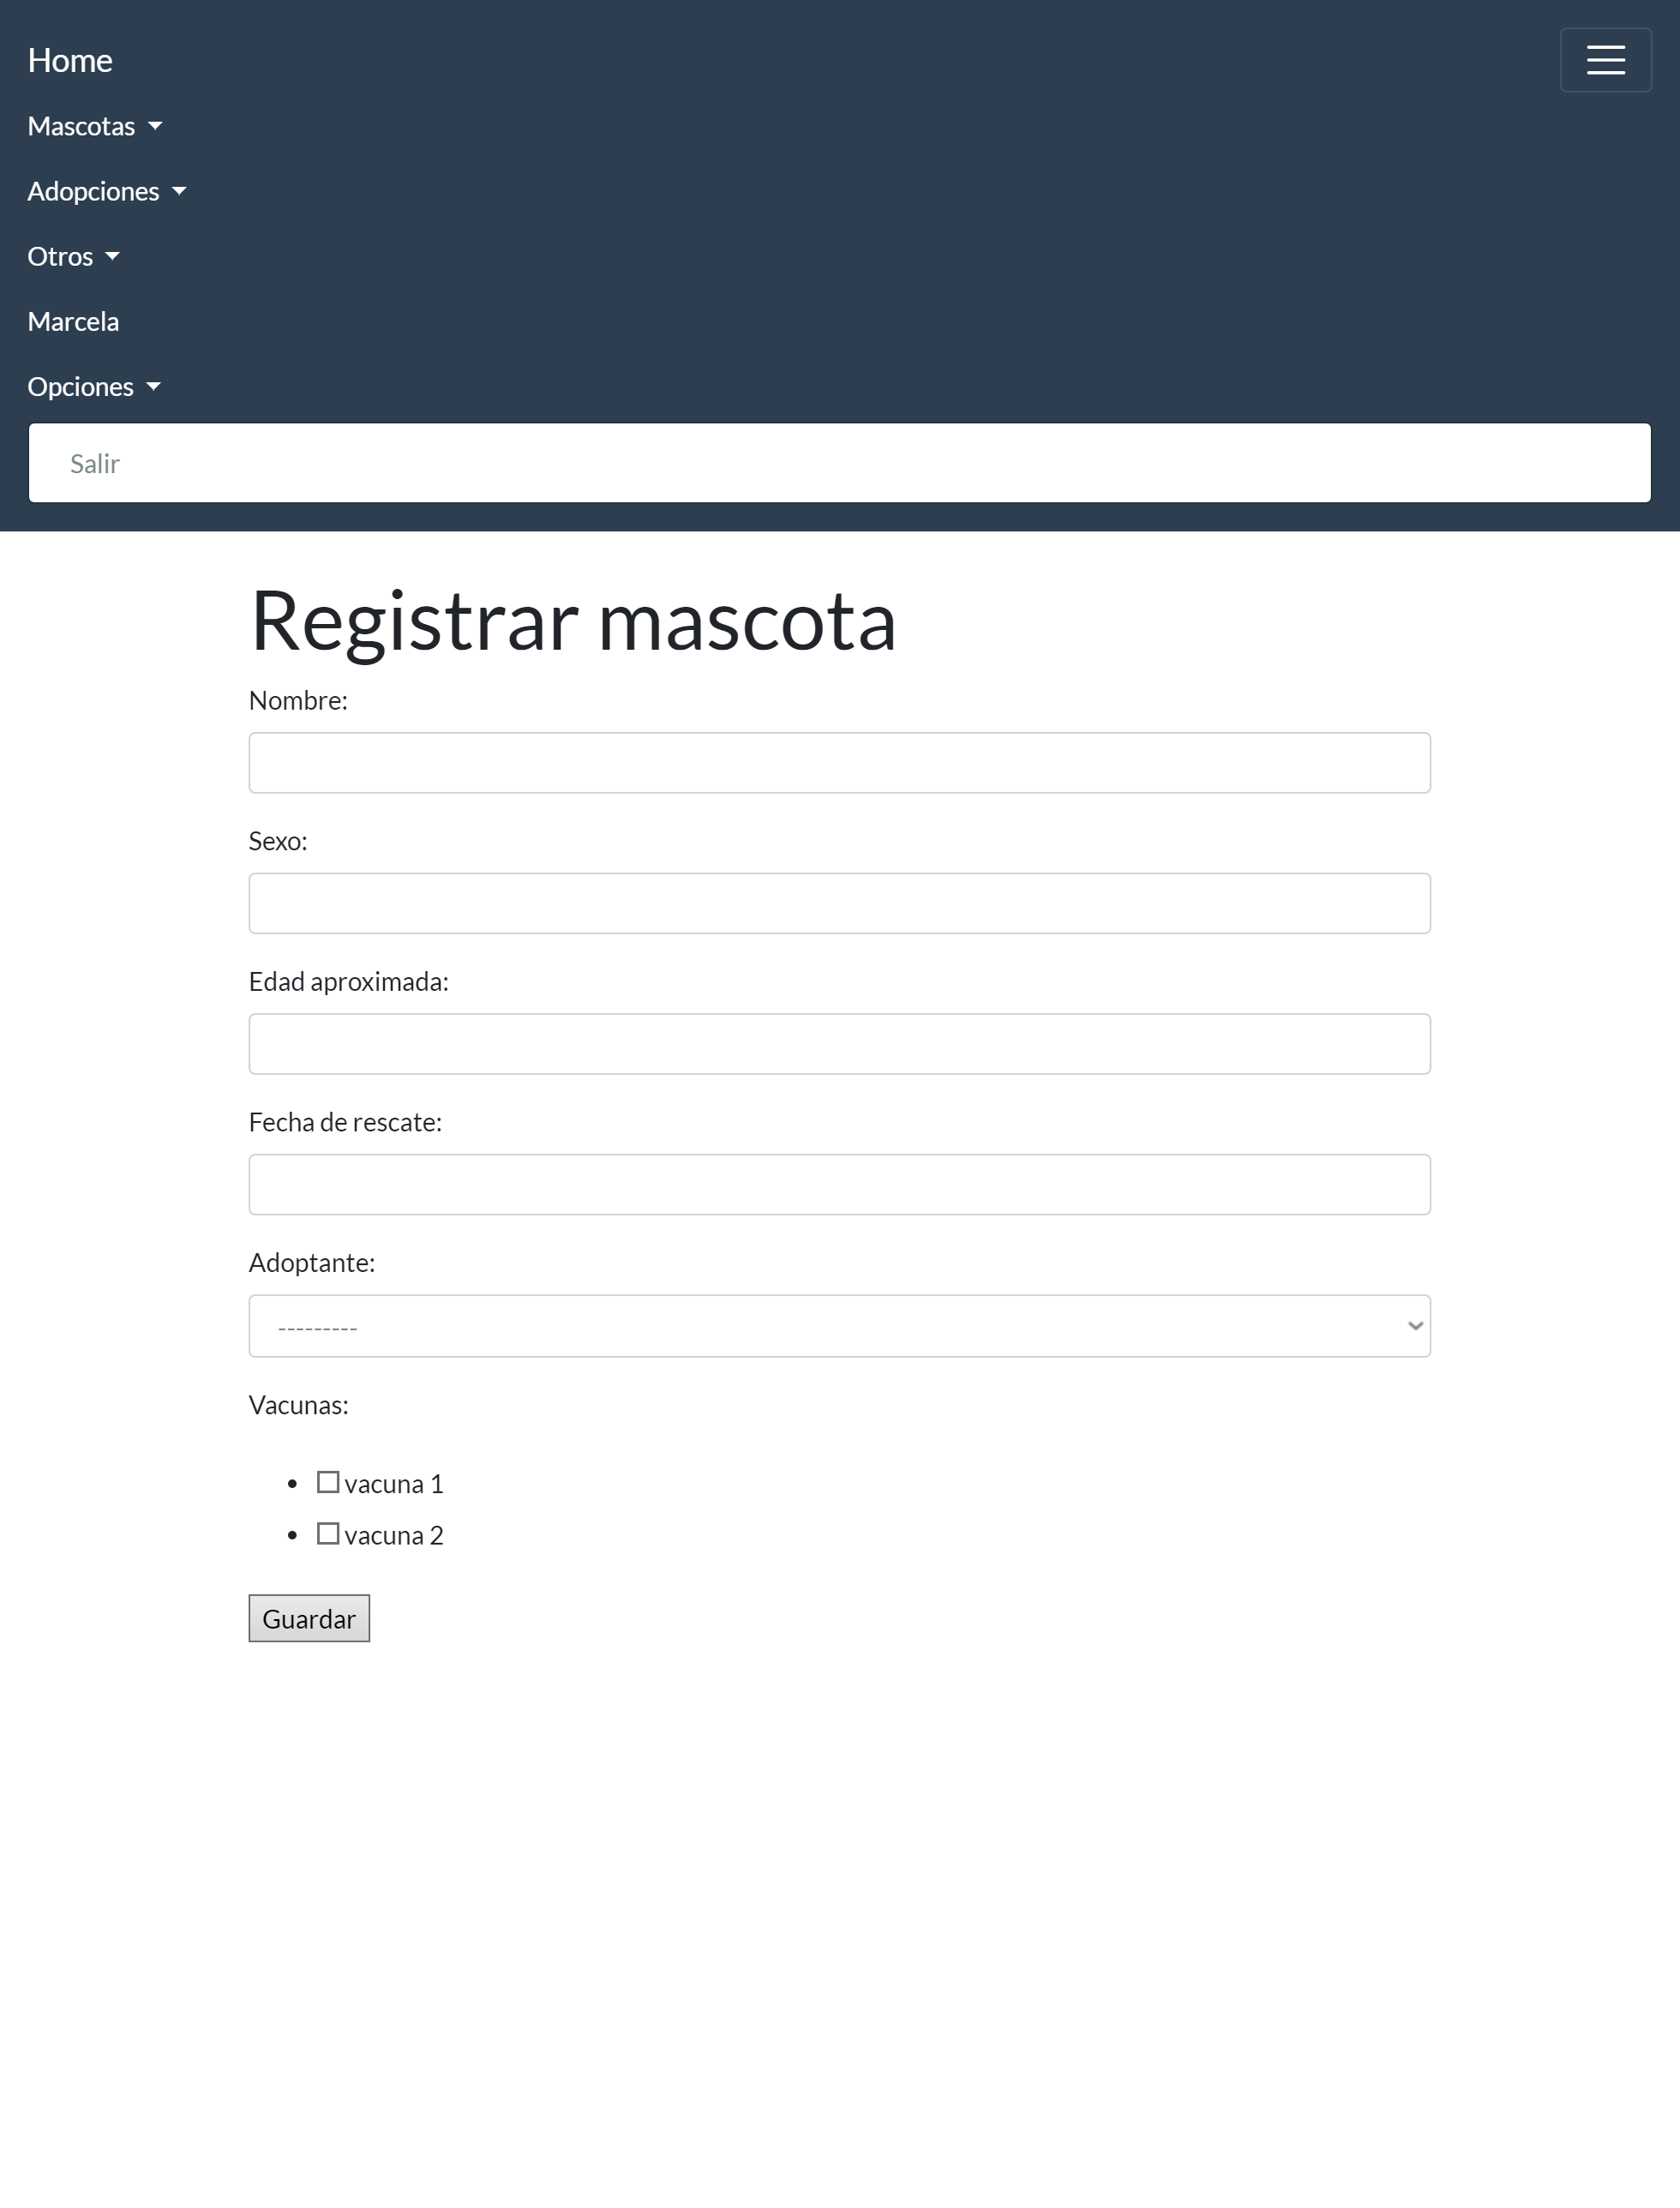 Home
Mascotas
Adopciones
Otros
Marcela
Opciones
Salir
Registrar mascota
Nombre:
Sexo:
Edad aproximada:
Fecha de rescate:
Adoptante:
---------
Vacunas:
vacuna 1
vacuna 2
Guardar